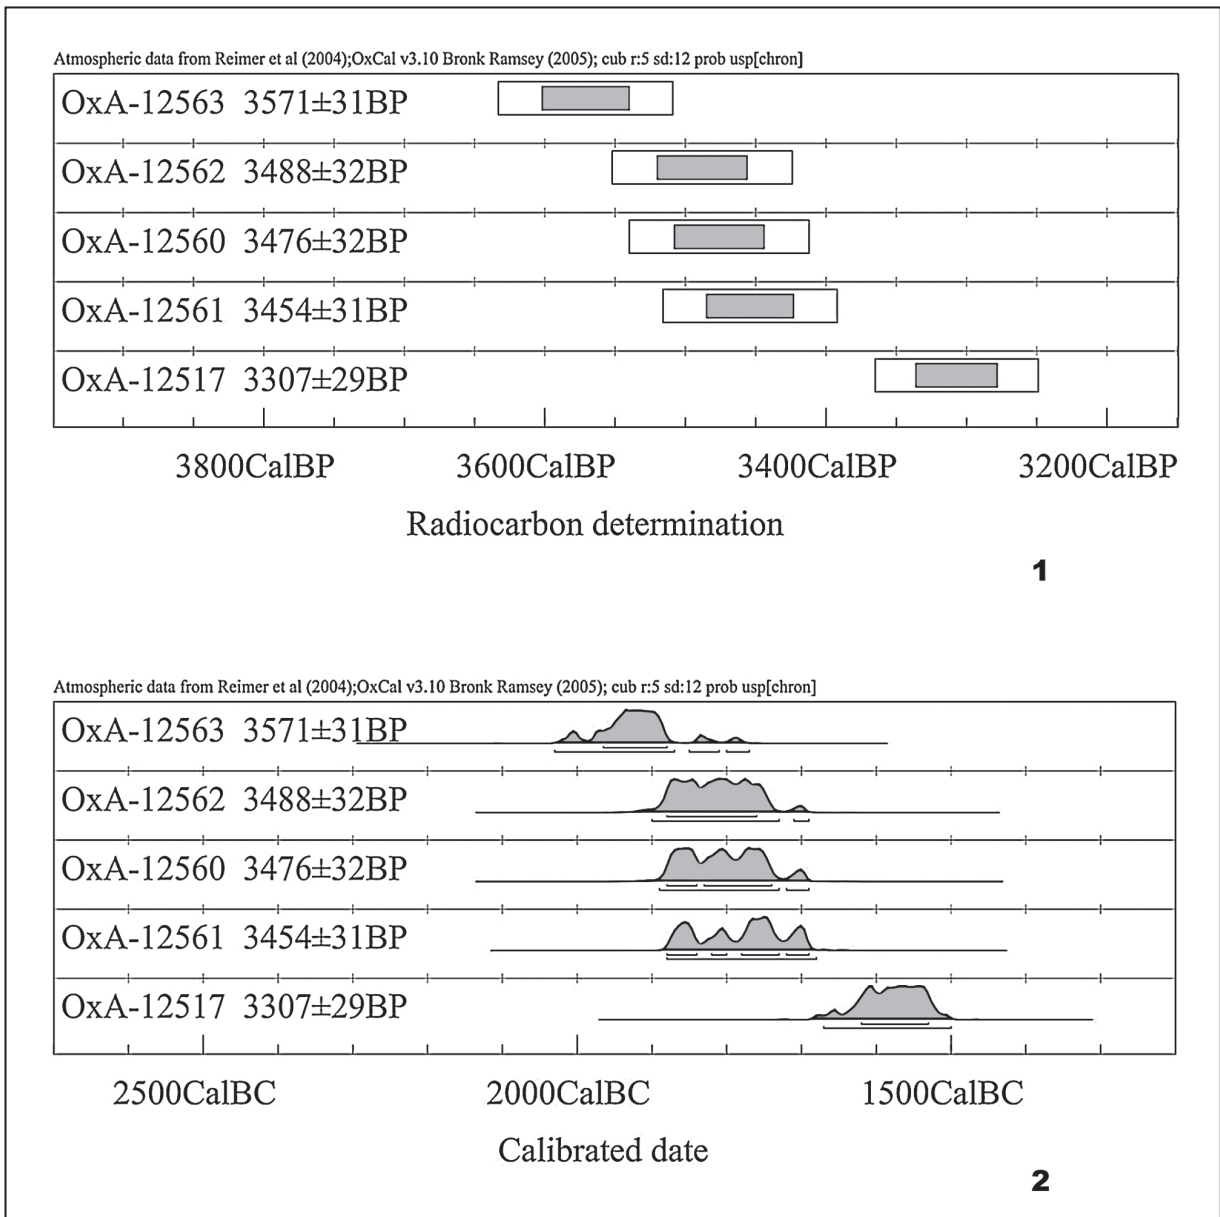 Atmospheric data from Reimer et al (2004);OxCal v3.10 Bronk Ramsey (2005); cub r:5 sd:12 prob usp[chron]
OxA-12563 3571±31BP
OxA-12562 3488±32BP
OxA-12560 3476±32BP
OxA-12561 3454±31BP
OxA-12517 3307±29BP
3800CalBP 3600CalBP 3400CalBP 3200CalBP
Radiocarbon determination
1
Atmospheric data from Reimer et al (2004);OxCal v3.10 Bronk Ramsey (2005); cub r:5 sd:12 prob usp[chron]
OxA-12563 3571±31BP
OxA-12562 3488±32BP
OxA-12560 3476±32BP
OxA-12561 3454±31BP
OxA-12517 3307±29BP
2500CalBC 2000CalBC 1500CalBC
Calibrated date
2